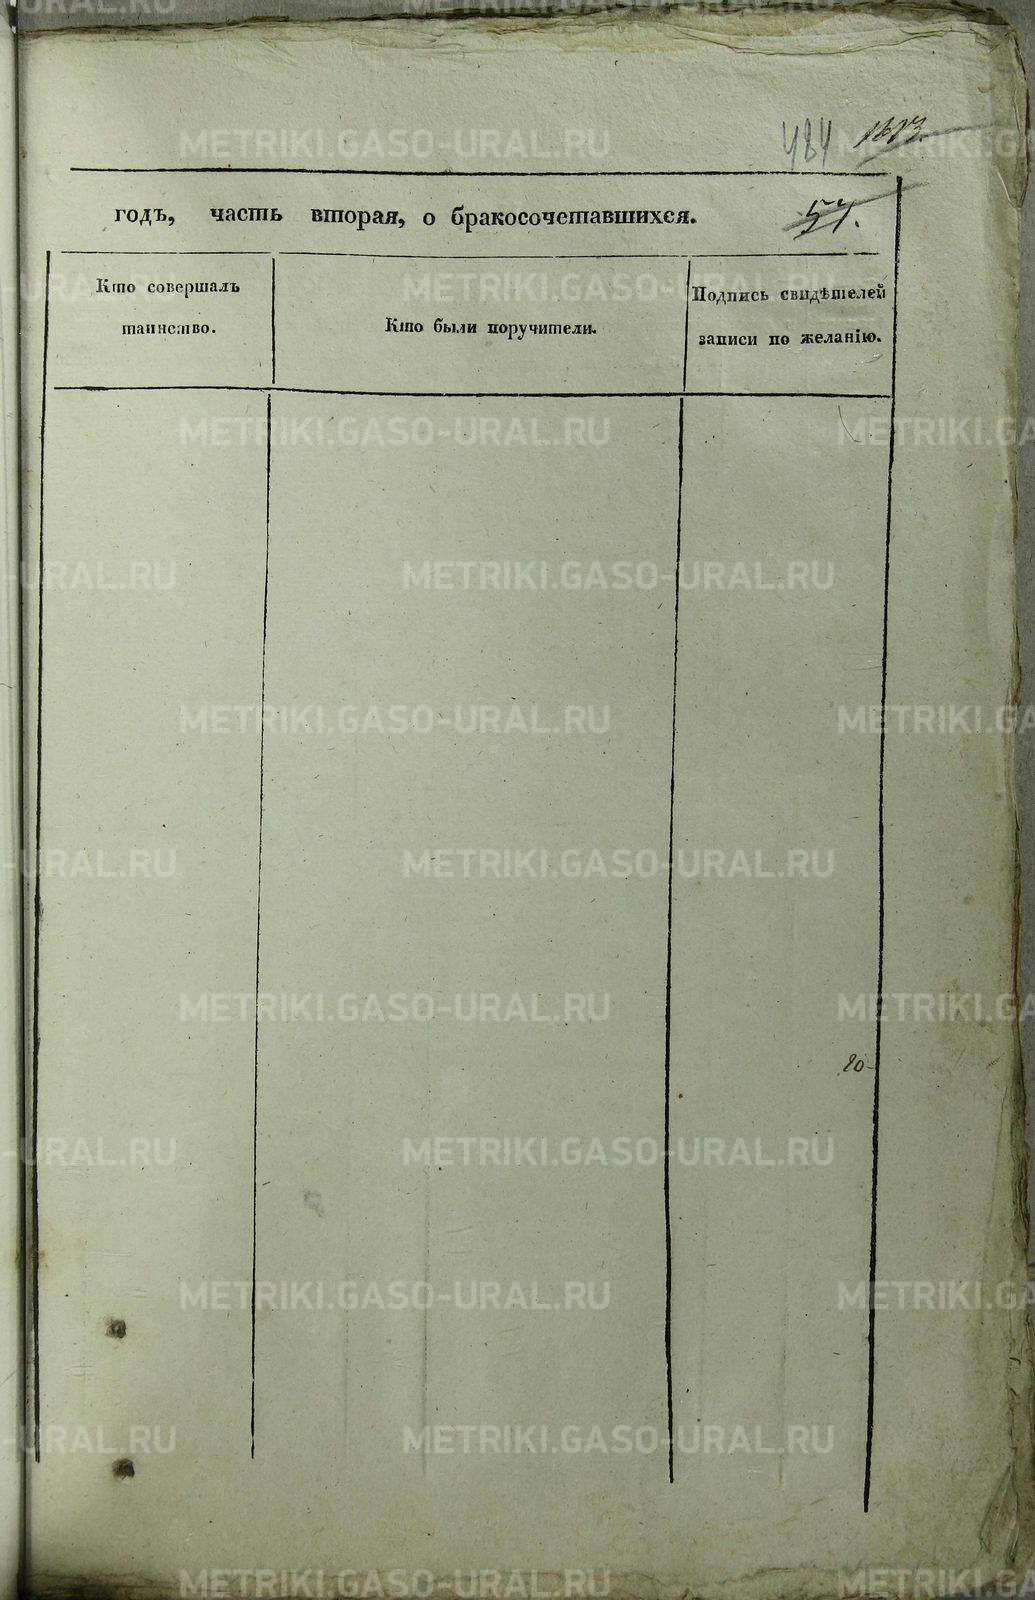 484
годъ, часть вторая, о бракосочетавшихся. 57.
Кто совершалъ
таинство.
Кто были поручители.
Подпись свидѣтелей
записи по желанію.
20
METRIKI.GASO-URAL.RU